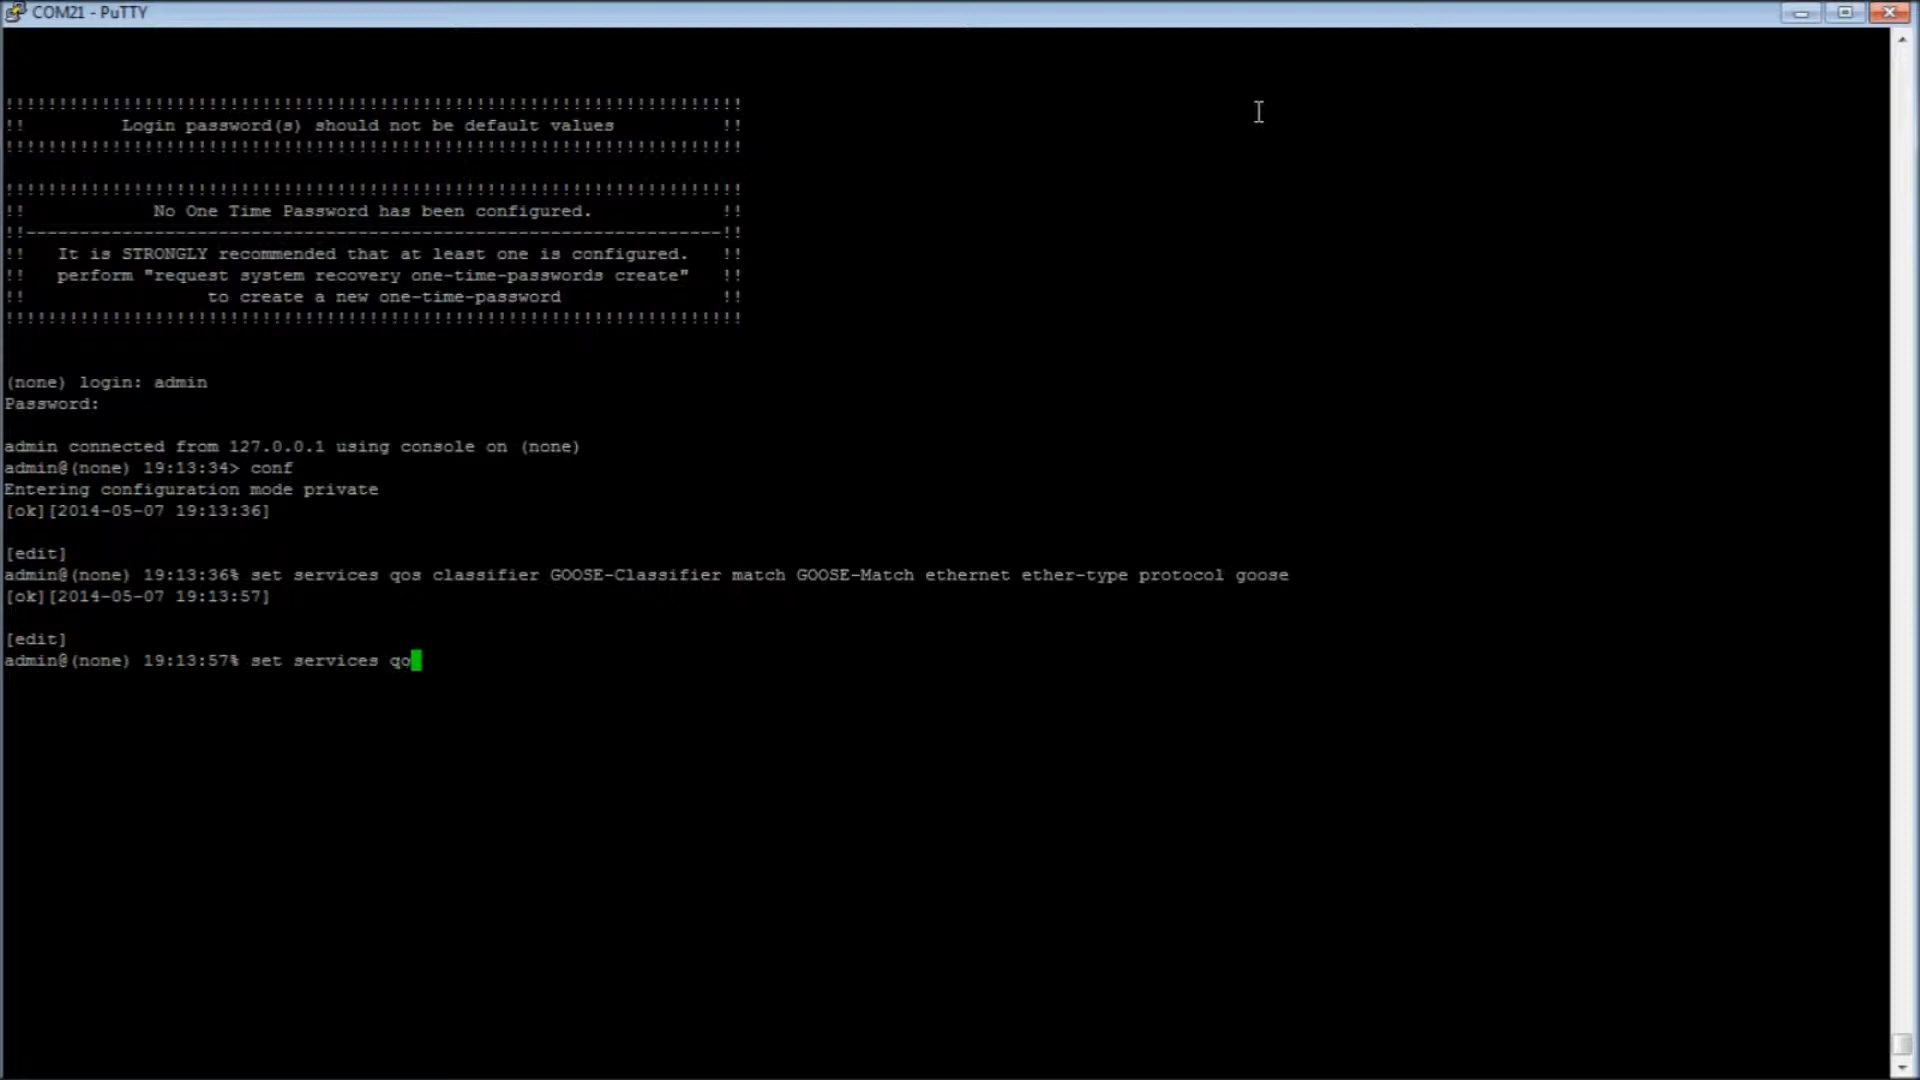 COM21 - PuTTY
!!!!!!!!!!!!!!!!!!!!!!!!!!!!!!!!!!!!!!!!!!!!!!!!!!!!!!!!!!!!!!!!!!!!!
!!         Login password(s) should not be default values          !!
!!!!!!!!!!!!!!!!!!!!!!!!!!!!!!!!!!!!!!!!!!!!!!!!!!!!!!!!!!!!!!!!!!!!!
!!!!!!!!!!!!!!!!!!!!!!!!!!!!!!!!!!!!!!!!!!!!!!!!!!!!!!!!!!!!!!!!!!!!!
!!            No One Time Password has been configured.            !!
!!-----------------------------------------------------------------!!
!!   It is STRONGLY recommended that at least one is configured.   !!
!!   perform "request system recovery one-time-passwords create"   !!
!!                 to create a new one-time-password               !!
!!!!!!!!!!!!!!!!!!!!!!!!!!!!!!!!!!!!!!!!!!!!!!!!!!!!!!!!!!!!!!!!!!!!!
(none) login: admin
Password:
admin connected from 127.0.0.1 using console on (none)
admin@(none) 19:13:34> conf
Entering configuration mode private
[ok][2014-05-07 19:13:36]
[edit]
admin@(none) 19:13:36% set services qos classifier GOOSE-Classifier match GOOSE-Match ethernet ether-type protocol goose
[ok][2014-05-07 19:13:57]
[edit]
admin@(none) 19:13:57% set services qo